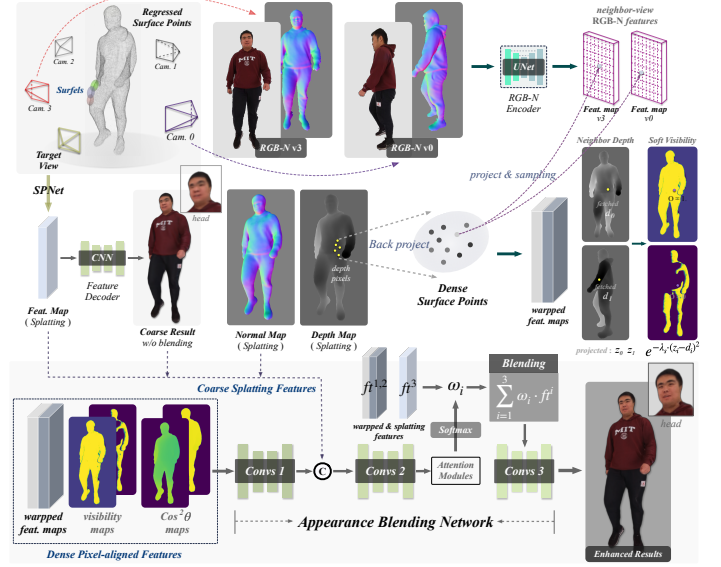 Regressed
Surface Points
Cam. 2
Cam. 1
Cam. 3
Surfels
Cam. 0
Target
View
SPNet
MIT
RGB-N v3
RGB-N v0
UNet
RGB-N
Encoder
neighbor-view
RGB-N features
Feat. map
v3
Feat. map
v0
project & sampling
Neighbor Depth
Soft Visibility
fetched
d0
fetched
d1
projected : z0 z1
e^{-λi·(zi-di)^2}
head
CNN
Feature
Decoder
MIT
Feat. Map
( Splatting )
Coarse Result
w/o blending
Normal Map
( Splatting )
depth
pixels
Depth Map
( Splatting )
Back project
Dense
Surface Points
warpped
feat. maps
Coarse Splatting Features
ft^{1,2}
ft^3
warpped & splatting
features
ωi
Softmax
Blending
\sum_{i=1}^{3} ωi · ft^i
warpped
feat. maps
visibility
maps
Cos^2θ
maps
Dense Pixel-aligned Features
Convs 1
C
Convs 2
Attention
Modules
Convs 3
Appearance Blending Network
MIT
head
Enhanced Results